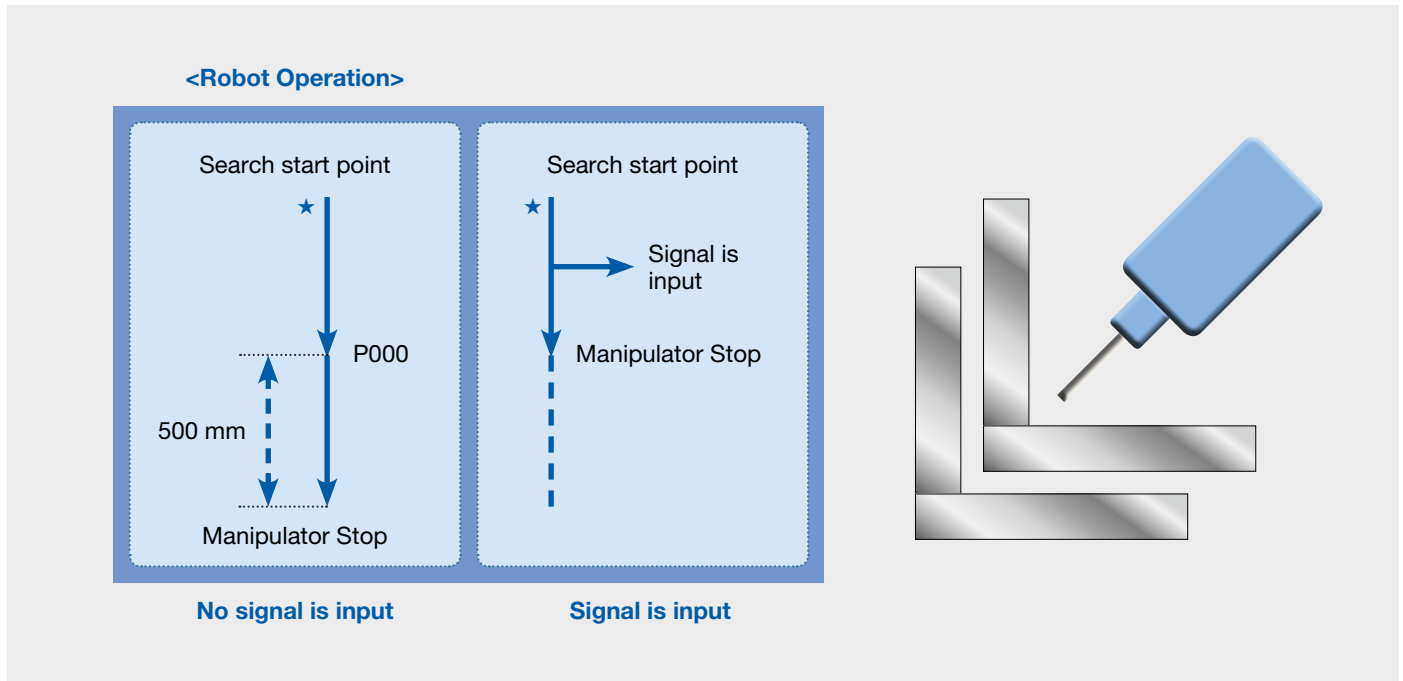 <Robot Operation>
Search start point
★
P000
500 mm
Manipulator Stop
No signal is input
Search start point
★
Signal is
input
Manipulator Stop
Signal is input